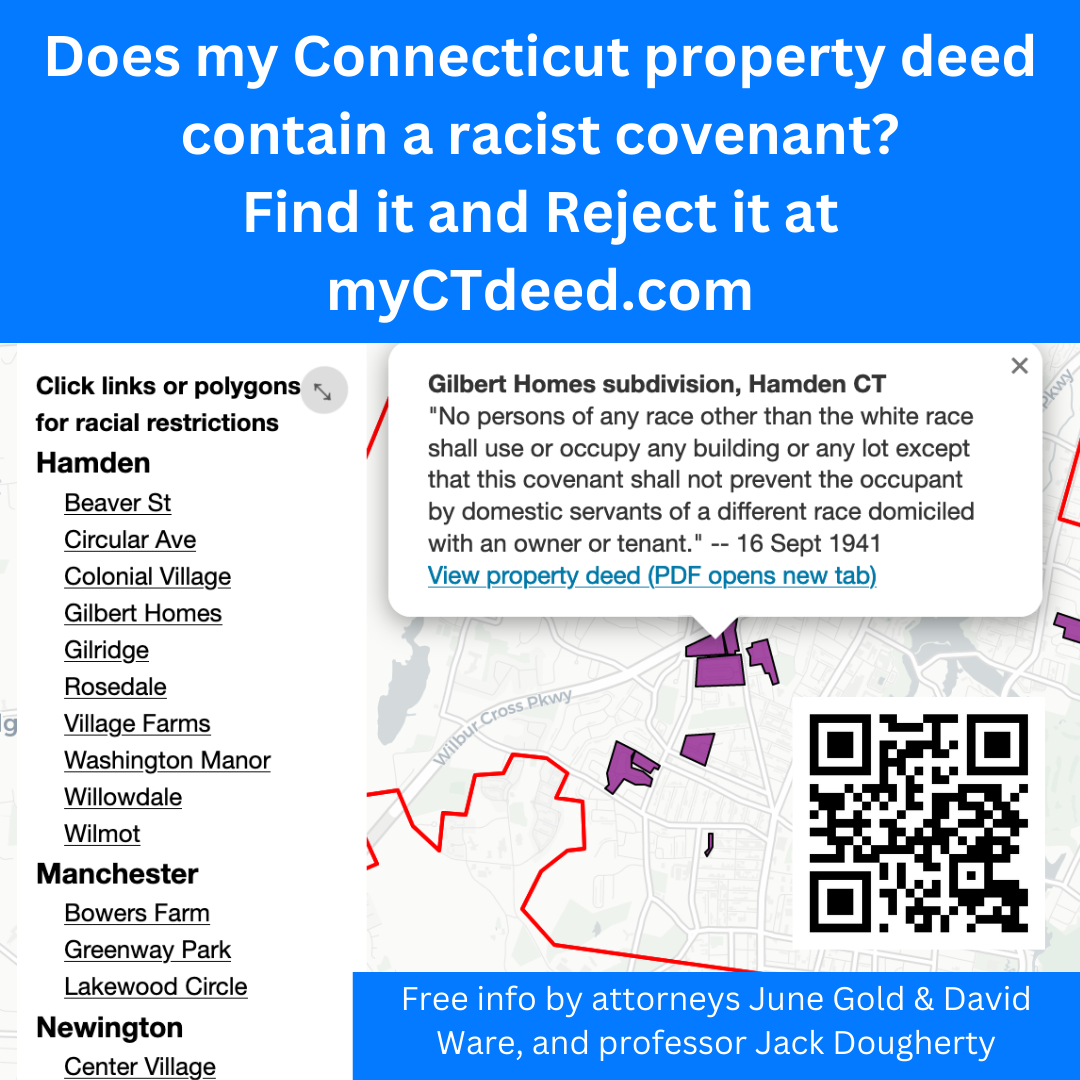 Does my Connecticut property deed
contain a racist covenant?
Find it and Reject it at
myCTdeed.com
Click links or polygons
for racial restrictions
Hamden
Beaver St
Circular Ave
Colonial Village
Gilbert Homes
Gilridge
Rosedale
Village Farms
Washington Manor
Willowdale
Wilmot
Manchester
Bowers Farm
Greenway Park
Lakewood Circle
Newington
Center Village
Gilbert Homes subdivision, Hamden CT
"No persons of any race other than the white race
shall use or occupy any building or any lot except
that this covenant shall not prevent the occupant
by domestic servants of a different race domiciled
with an owner or tenant." -- 16 Sept 1941
View property deed (PDF opens new tab)
Pkwy
Wilbur Cross Pkwy
Free info by attorneys June Gold & David
Ware, and professor Jack Dougherty